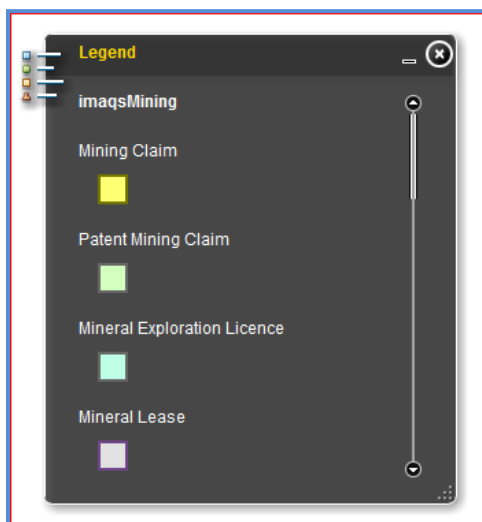 Legend
imaqsMining
Mining Claim
Patent Mining Claim
Mineral Exploration Licence
Mineral Lease